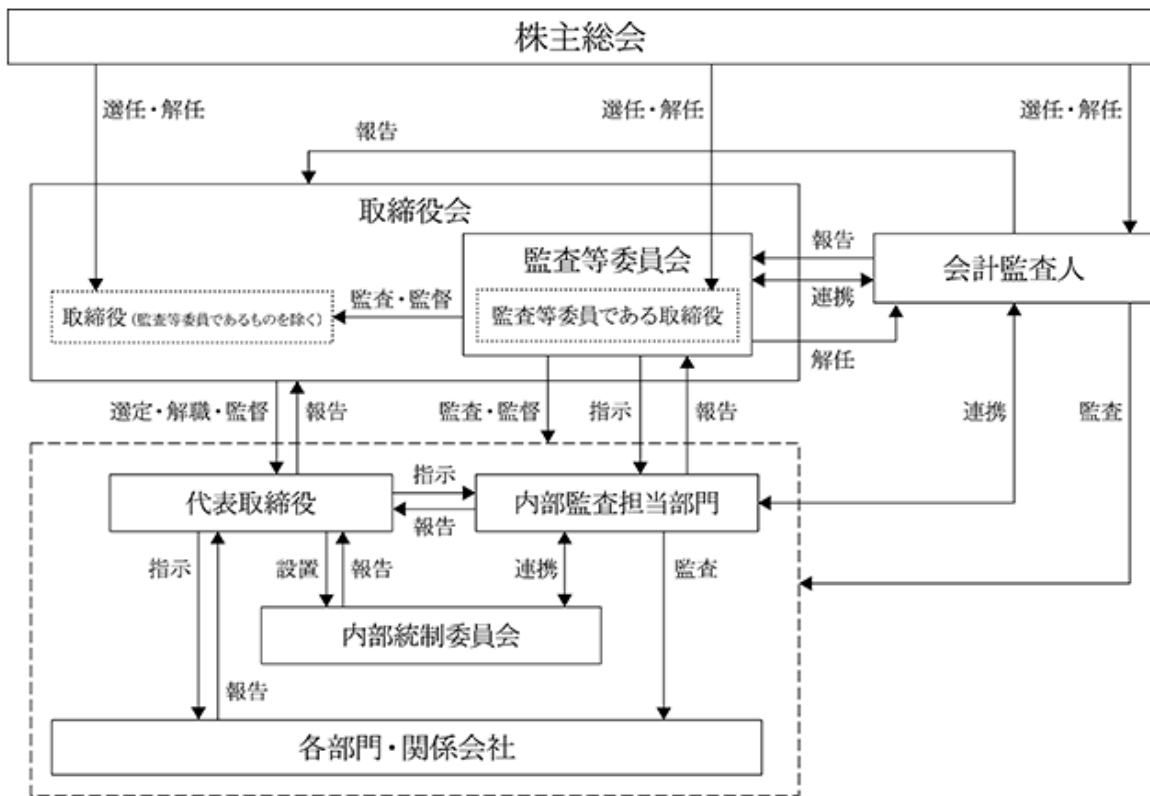 株主総会
選任・解任
選任・解任
選任・解任
報告
取締役会
監査等委員会
報告
会計監査人
連携
取締役(監査等委員であるものを除く)
監査・監督
監査等委員である取締役
解任
選定・解職・監督
報告
監査・監督
指示
報告
連携
監査
代表取締役
指示
報告
内部監査担当部門
指示
設置
報告
連携
監査
内部統制委員会
報告
各部門・関係会社